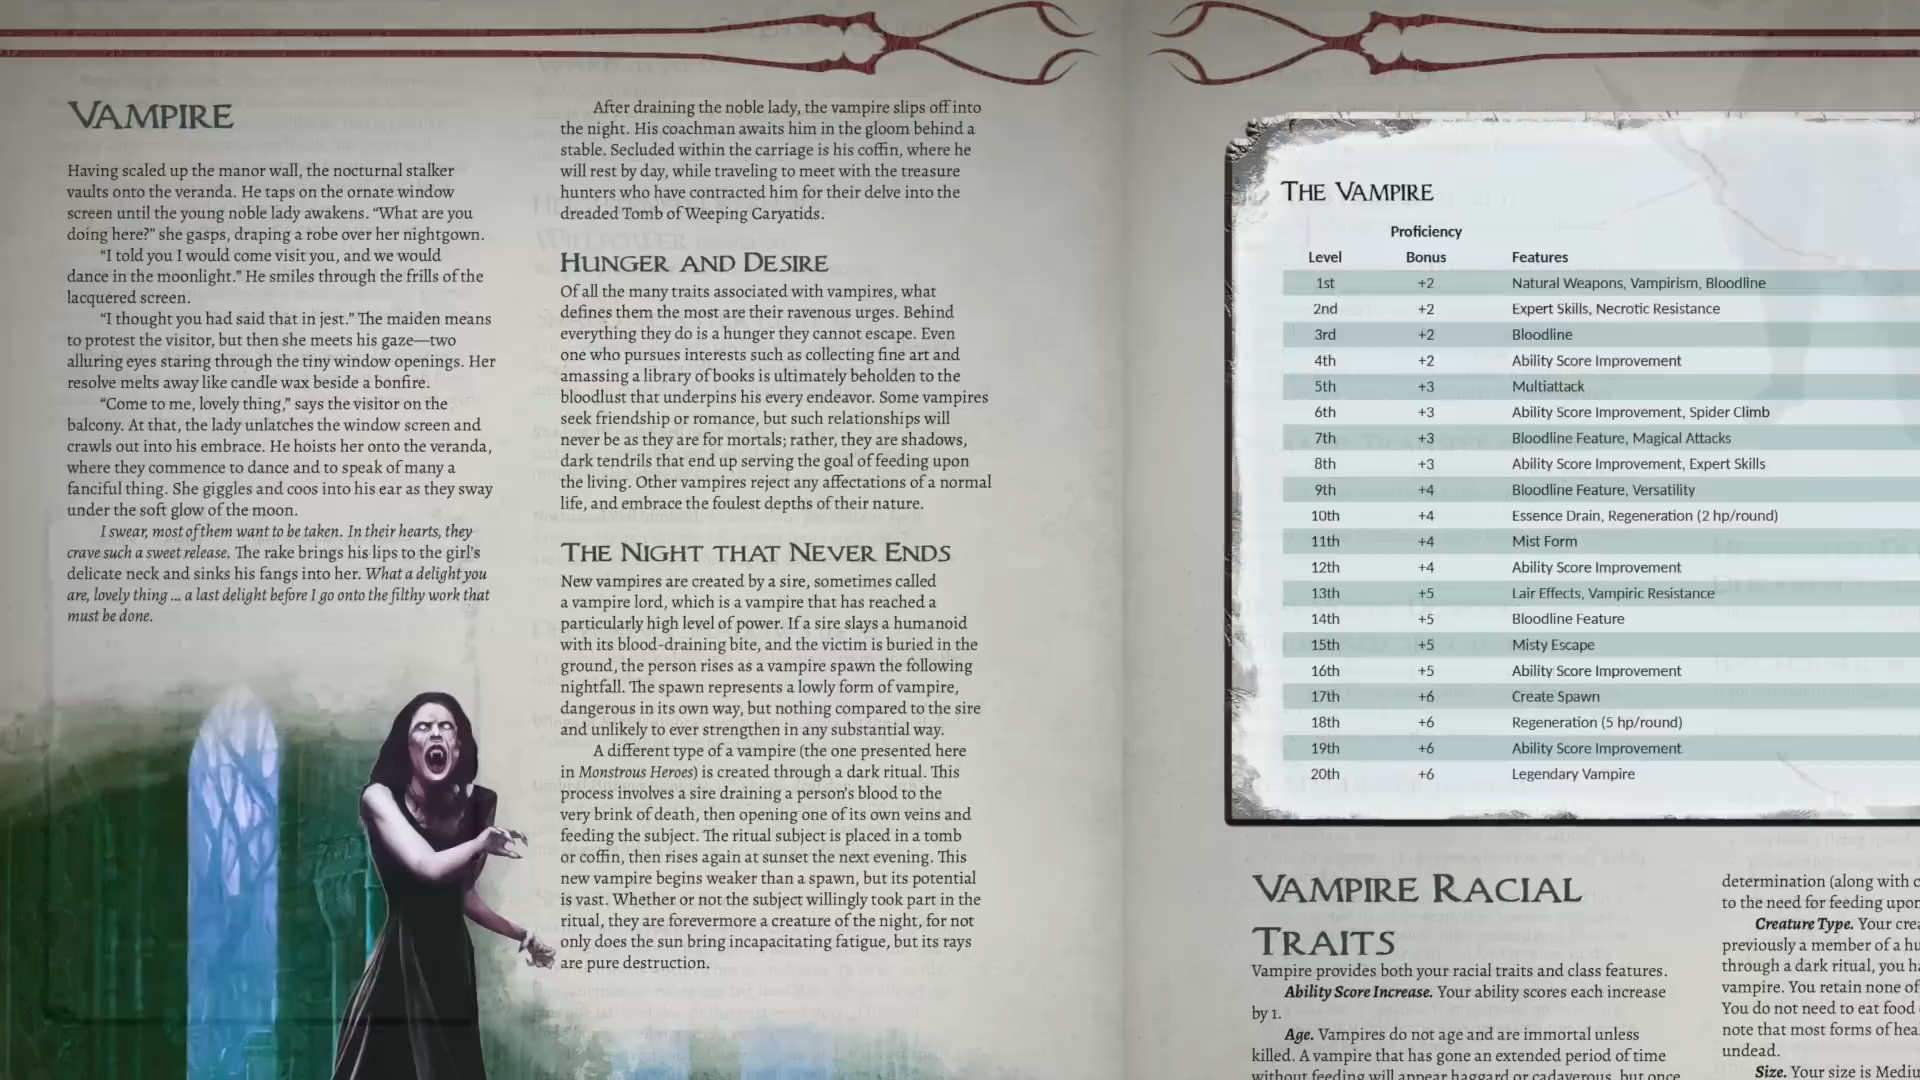 VAMPIRE
Having scaled up the manor wall, the nocturnal stalker
vaults onto the veranda. He taps on the ornate window
screen until the young noble lady awakens. “What are you
doing here?” she gasps, draping a robe over her nightgown.
“I told you I would come visit you, and we would
dance in the moonlight.” He smiles through the frills of the
lacquered screen.
“I thought you had said that in jest.” The maiden means
to protest the visitor, but then she meets his gaze—two
alluring eyes staring through the tiny window openings. Her
resolve melts away like candle wax beside a bonfire.
“Come to me, lovely thing,” says the visitor on the
balcony. At that, the lady unlatches the window screen and
crawls out into his embrace. He hoists her onto the veranda,
where they commence to dance and to speak of many a
fanciful thing. She giggles and coos into his ear as they sway
under the soft glow of the moon.
I swear, most of them want to be taken. In their hearts, they
crave such a sweet release. The rake brings his lips to the girl's
delicate neck and sinks his fangs into her. What a delight you
are, lovely thing ... a last delight before I go onto the filthy work that
must be done.
After draining the noble lady, the vampire slips off into
the night. His coachman awaits him in the gloom behind a
stable. Secluded within the carriage is his coffin, where he
will rest by day, while traveling to meet with the treasure
hunters who have contracted him for their delve into the
dreaded Tomb of Weeping Caryatids.
HUNGER AND DESIRE
Of all the many traits associated with vampires, what
defines them the most are their ravenous urges. Behind
everything they do is a hunger they cannot escape. Even
one who pursues interests such as collecting fine art and
amassing a library of books is ultimately beholden to the
bloodlust that underpins his every endeavor. Some vampires
seek friendship or romance, but such relationships will
never be as they are for mortals; rather, they are shadows,
dark tendrils that end up serving the goal of feeding upon
the living. Other vampires reject any affectations of a normal
life, and embrace the foulest depths of their nature.
THE NIGHT THAT NEVER ENDS
New vampires are created by a sire, sometimes called
a vampire lord, which is a vampire that has reached a
particularly high level of power. If a sire slays a humanoid
with its blood-draining bite, and the victim is buried in the
ground, the person rises as a vampire spawn the following
nightfall. The spawn represents a lowly form of vampire,
dangerous in its own way, but nothing compared to the sire
and unlikely to ever strengthen in any substantial way.
A different type of a vampire (the one presented here
in Monstrous Heroes) is created through a dark ritual. This
process involves a sire draining a person's blood to the
very brink of death, then opening one of its own veins and
feeding the subject. The ritual subject is placed in a tomb
or coffin, then rises again at sunset the next evening. This
new vampire begins weaker than a spawn, but its potential
is vast. Whether or not the subject willingly took part in the
ritual, they are forevermore a creature of the night, for not
only does the sun bring incapacitating fatigue, but its rays
are pure destruction.
THE VAMPIRE
Proficiency
Level Bonus Features
1st +2 Natural Weapons, Vampirism, Bloodline
2nd +2 Expert Skills, Necrotic Resistance
3rd +2 Bloodline
4th +2 Ability Score Improvement
5th +3 Multiattack
6th +3 Ability Score Improvement, Spider Climb
7th +3 Bloodline Feature, Magical Attacks
8th +3 Ability Score Improvement, Expert Skills
9th +4 Bloodline Feature, Versatility
10th +4 Essence Drain, Regeneration (2 hp/round)
11th +4 Mist Form
12th +4 Ability Score Improvement
13th +5 Lair Effects, Vampiric Resistance
14th +5 Bloodline Feature
15th +5 Misty Escape
16th +5 Ability Score Improvement
17th +6 Create Spawn
18th +6 Regeneration (5 hp/round)
19th +6 Ability Score Improvement
20th +6 Legendary Vampire
VAMPIRE RACIAL
TRAITS
Vampire provides both your racial traits and class features.
Ability Score Increase. Your ability scores each increase
by 1.
Age. Vampires do not age and are immortal unless
killed. A vampire that has gone an extended period of time
without feeding will appear haggard or cadaverous, but once
determination (along with
to the need for feeding upon
Creature Type. Your
previously a member of a
through a dark ritual, you
vampire. You retain none of
You do not need to eat food
note that most forms of
undead.
Size. Your size is